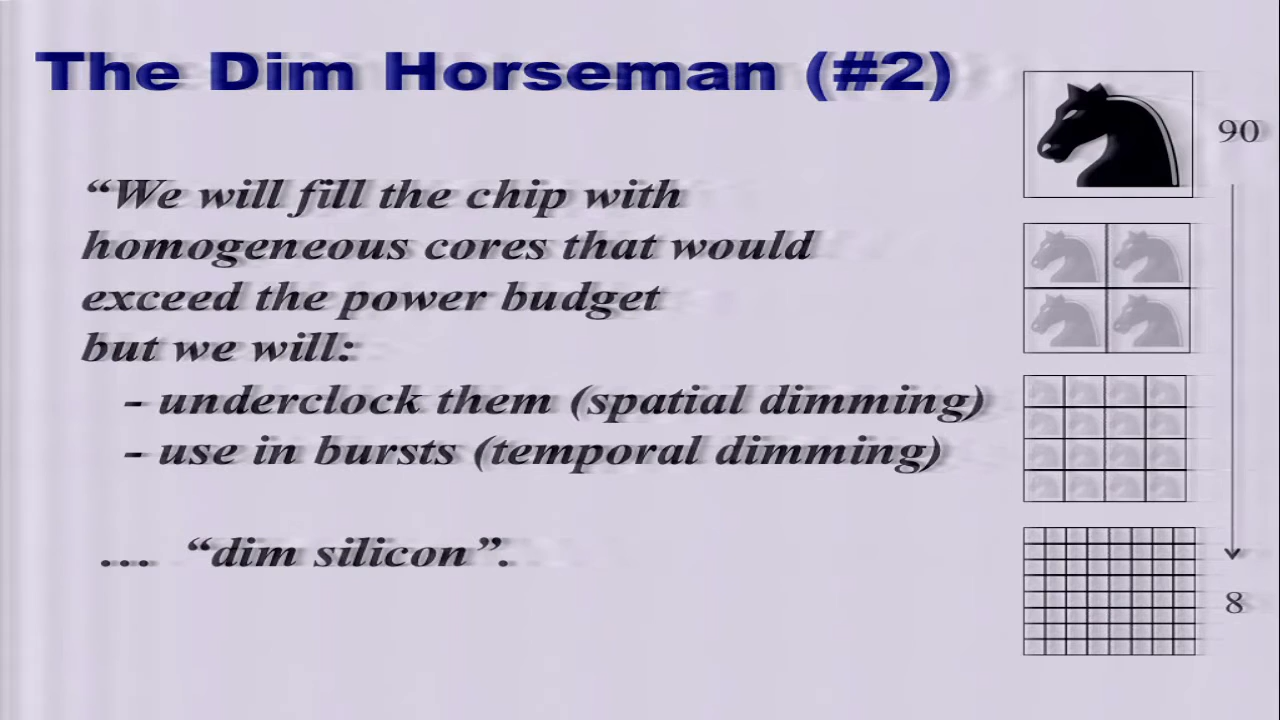 The Dim Horseman (#2)
“We will fill the chip with
homogeneous cores that would
exceed the power budget
but we will:
- underclock them (spatial dimming)
- use in bursts (temporal dimming)
.... “dim silicon”.
90
8